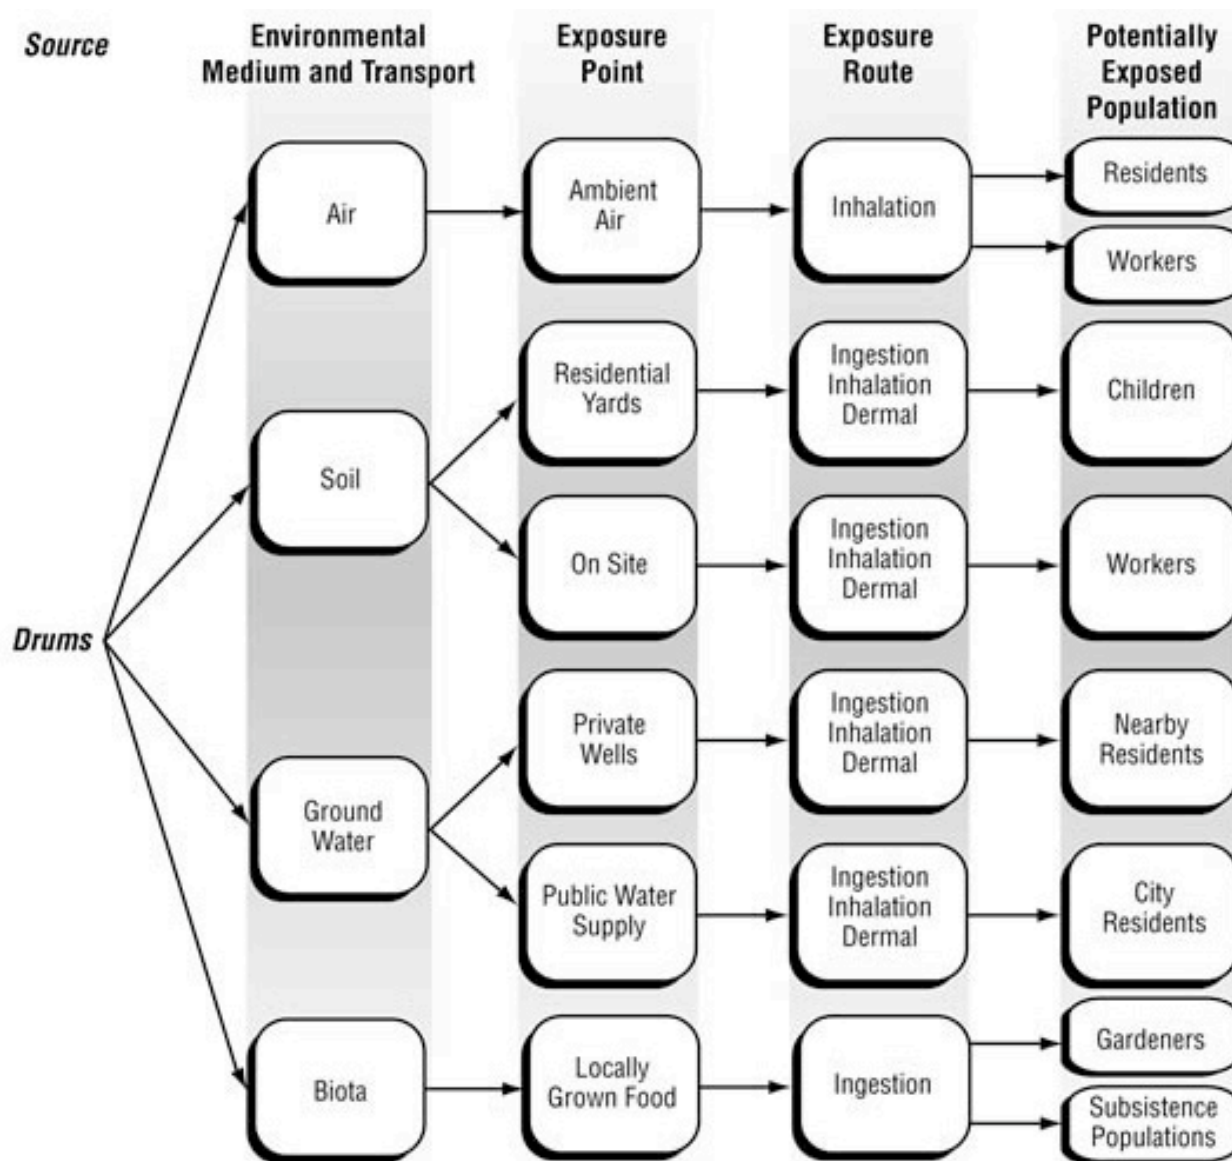 Source
Environmental
Medium and Transport
Exposure
Point
Exposure
Route
Potentially
Exposed
Population
Air
Ambient
Air
Inhalation
Residents
Workers
Soil
Residential
Yards
Ingestion
Inhalation
Dermal
Children
On Site
Ingestion
Inhalation
Dermal
Workers
Drums
Ground
Water
Private
Wells
Ingestion
Inhalation
Dermal
Nearby
Residents
Public Water
Supply
Ingestion
Inhalation
Dermal
City
Residents
Biota
Locally
Grown Food
Ingestion
Gardeners
Subsistence
Populations